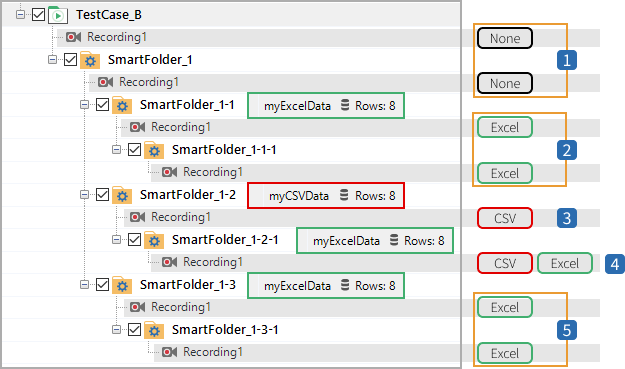 TestCase_B
Recording1 None
SmartFolder_1 1
Recording1 None
SmartFolder_1-1 myExcelData Rows: 8
Recording1 Excel
SmartFolder_1-1-1 2
Recording1 Excel
SmartFolder_1-2 myCSVData Rows: 8
Recording1 CSV 3
SmartFolder_1-2-1 myExcelData Rows: 8
Recording1 CSV Excel 4
SmartFolder_1-3 myExcelData Rows: 8
Recording1 Excel
SmartFolder_1-3-1 5
Recording1 Excel